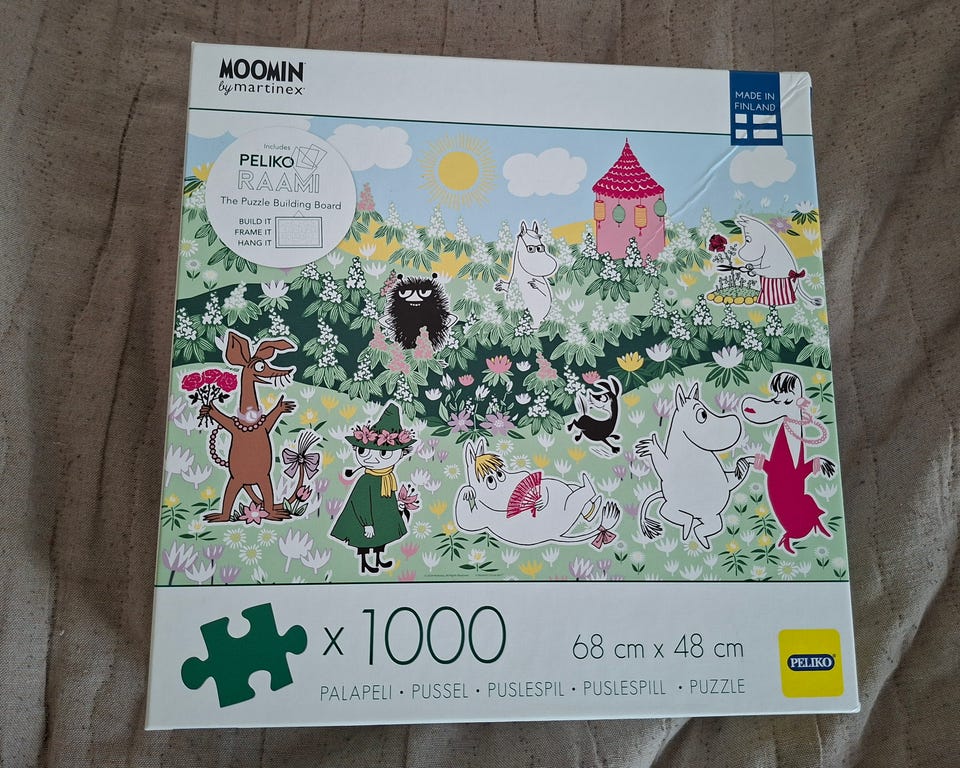 MOOMIN
by martinex
MADE IN
FINLAND
Includes
PELIKO
RAAMI
The Puzzle Building Board
BUILD IT
FRAME IT
HANG IT
x 1000
68 cm x 48 cm
PELIKO
PALAPELI • PUSSEL • PUSLESPIL • PUSLESPILL • PUZZLE